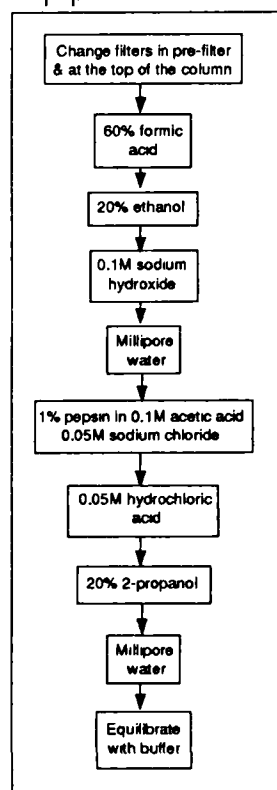 Change filters in pre-filter
& at the top of the column
60% formic
acid
20% ethanol
0.1M sodium
hydroxide
Millipore
water
1% pepsin in 0.1M acetic acid
0.05M sodium chloride
0.05M hydrochloric
acid
20% 2-propanol
Millipore
water
Equilibrate
with buffer